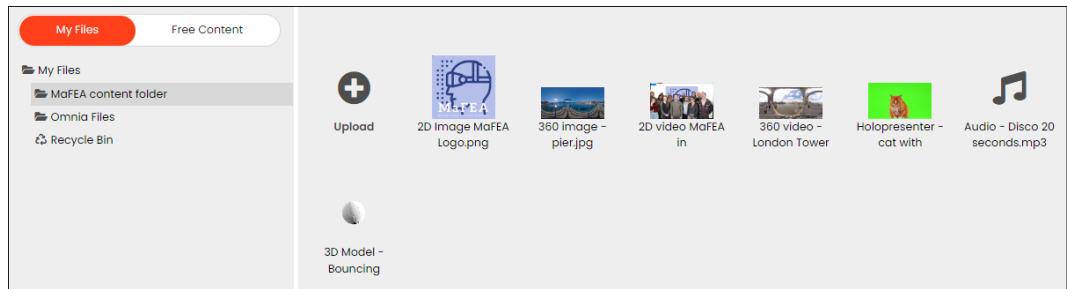 My Files
Free Content
My Files
MaFEA content folder
Omnia Files
Recycle Bin
Upload
MaFEA
2D Image MaFEA
Logo.png
360 image -
pier.jpg
2D video MaFEA
in
360 video -
London Tower
Holopresenter -
cat with
Audio - Disco 20
seconds.mp3
3D Model -
Bouncing